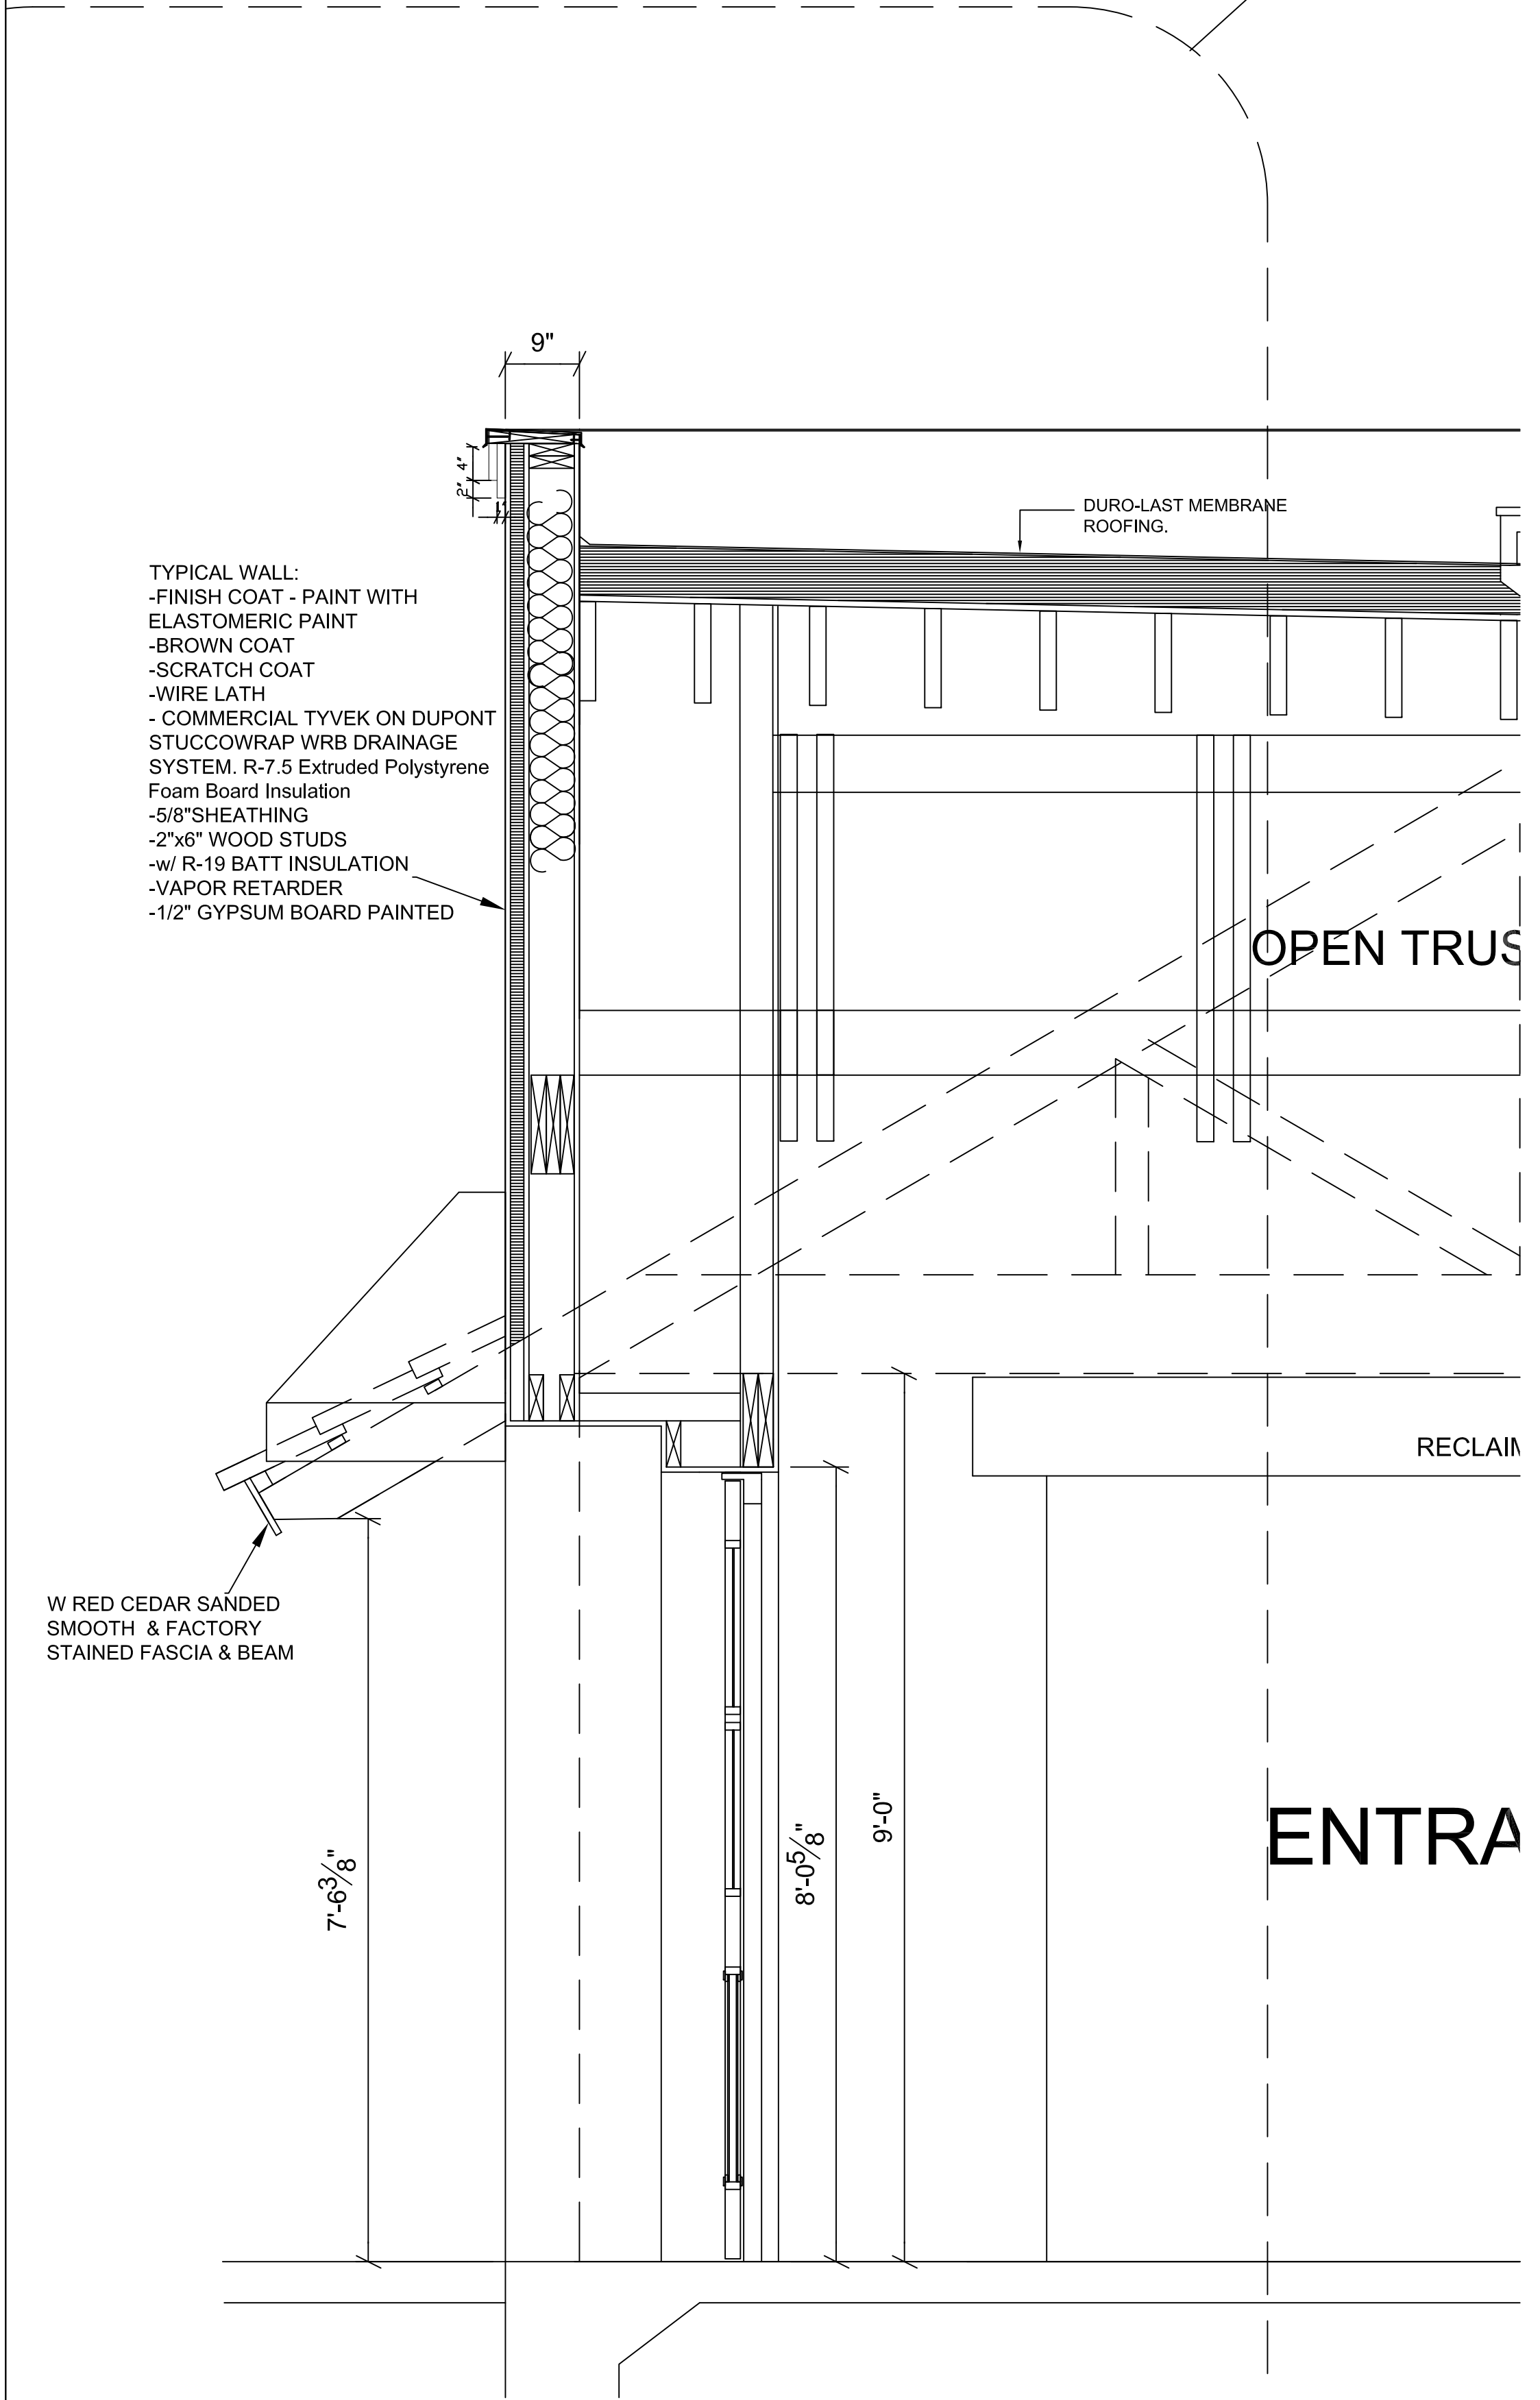 9"
4"
2"
1"
DURO-LAST MEMBRANE
ROOFING.
TYPICAL WALL:
-FINISH COAT - PAINT WITH
ELASTOMERIC PAINT
-BROWN COAT
-SCRATCH COAT
-WIRE LATH
- COMMERCIAL TYVEK ON DUPONT
STUCCOWRAP WRB DRAINAGE
SYSTEM. R-7.5 Extruded Polystyrene
Foam Board Insulation
-5/8"SHEATHING
-2"x6" WOOD STUDS
-w/ R-19 BATT INSULATION
-VAPOR RETARDER
-1/2" GYPSUM BOARD PAINTED
OPEN TRUS
RECLAIM
W RED CEDAR SANDED
SMOOTH & FACTORY
STAINED FASCIA & BEAM
7'-6 3/8"
8'-0 5/8"
9'-0"
ENTRA